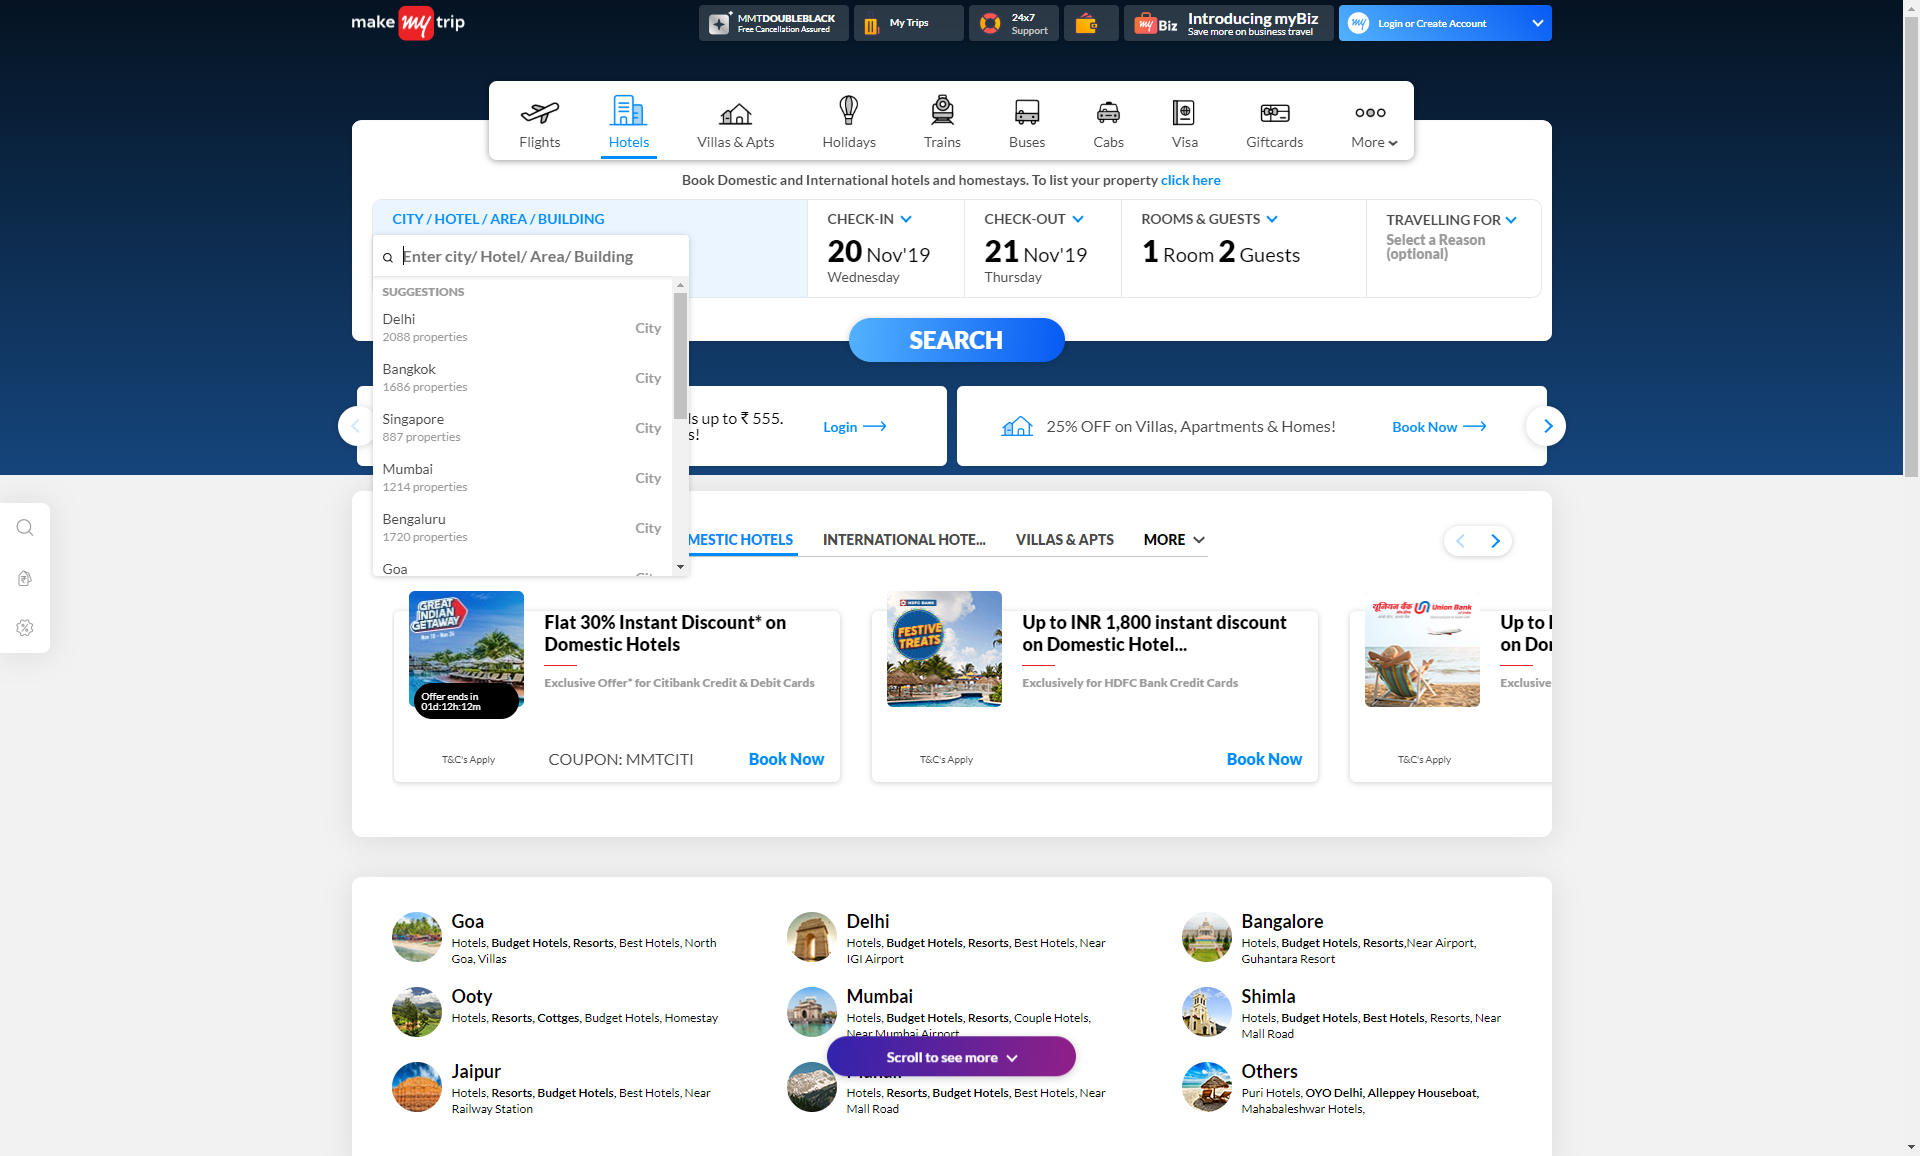 make my trip
MMTDOUBLEBLACK
Free Cancellation Assured
My Trips
24x7
Support
my Biz
Introducing myBiz
Save more on business travel
my
Login or Create Account
Flights
Hotels
Villas & Apts
Holidays
Trains
Buses
Cabs
Visa
Giftcards
More
Book Domestic and International hotels and homestays. To list your property click here
CITY / HOTEL / AREA / BUILDING
Enter city/ Hotel/ Area/ Building
CHECK-IN
20 Nov'19
Wednesday
CHECK-OUT
21 Nov'19
Thursday
ROOMS & GUESTS
1 Room 2 Guests
TRAVELLING FOR
Select a Reason
(optional)
SUGGESTIONS
Delhi
2088 properties
City
Bangkok
1686 properties
City
Singapore
887 properties
City
Mumbai
1214 properties
City
Bengaluru
1720 properties
City
Goa
SEARCH
ls up to ₹ 555.
s!
Login
25% OFF on Villas, Apartments & Homes!
Book Now
MESTIC HOTELS
INTERNATIONAL HOTE...
VILLAS & APTS
MORE
GREAT
INDIAN
GETAWAY
Nov 18 - Nov 24
Offer ends in
01d:12h:12m
Flat 30% Instant Discount* on
Domestic Hotels
Exclusive Offer* for Citibank Credit & Debit Cards
T&C's Apply
COUPON: MMTCITI
Book Now
HDFC BANK
FESTIVE
TREATS
Up to INR 1,800 instant discount
on Domestic Hotel...
Exclusively for HDFC Bank Credit Cards
T&C's Apply
Book Now
यूनियन बैंक
Union Bank
Up to
on Do
Exclusive
T&C's Apply
Goa
Hotels, Budget Hotels, Resorts, Best Hotels, North
Goa, Villas
Delhi
Hotels, Budget Hotels, Resorts, Best Hotels, Near
IGI Airport
Bangalore
Hotels, Budget Hotels, Resorts,Near Airport,
Guhantara Resort
Ooty
Hotels, Resorts, Cottges, Budget Hotels, Homestay
Mumbai
Hotels, Budget Hotels, Resorts, Couple Hotels,
Near Mumbai Airport
Shimla
Hotels, Budget Hotels, Best Hotels, Resorts, Near
Mall Road
Scroll to see more
Jaipur
Hotels, Resorts, Budget Hotels, Best Hotels, Near
Railway Station
Hotels, Resorts, Budget Hotels, Best Hotels, Near
Mall Road
Others
Puri Hotels, OYO Delhi, Alleppey Houseboat,
Mahabaleshwar Hotels,